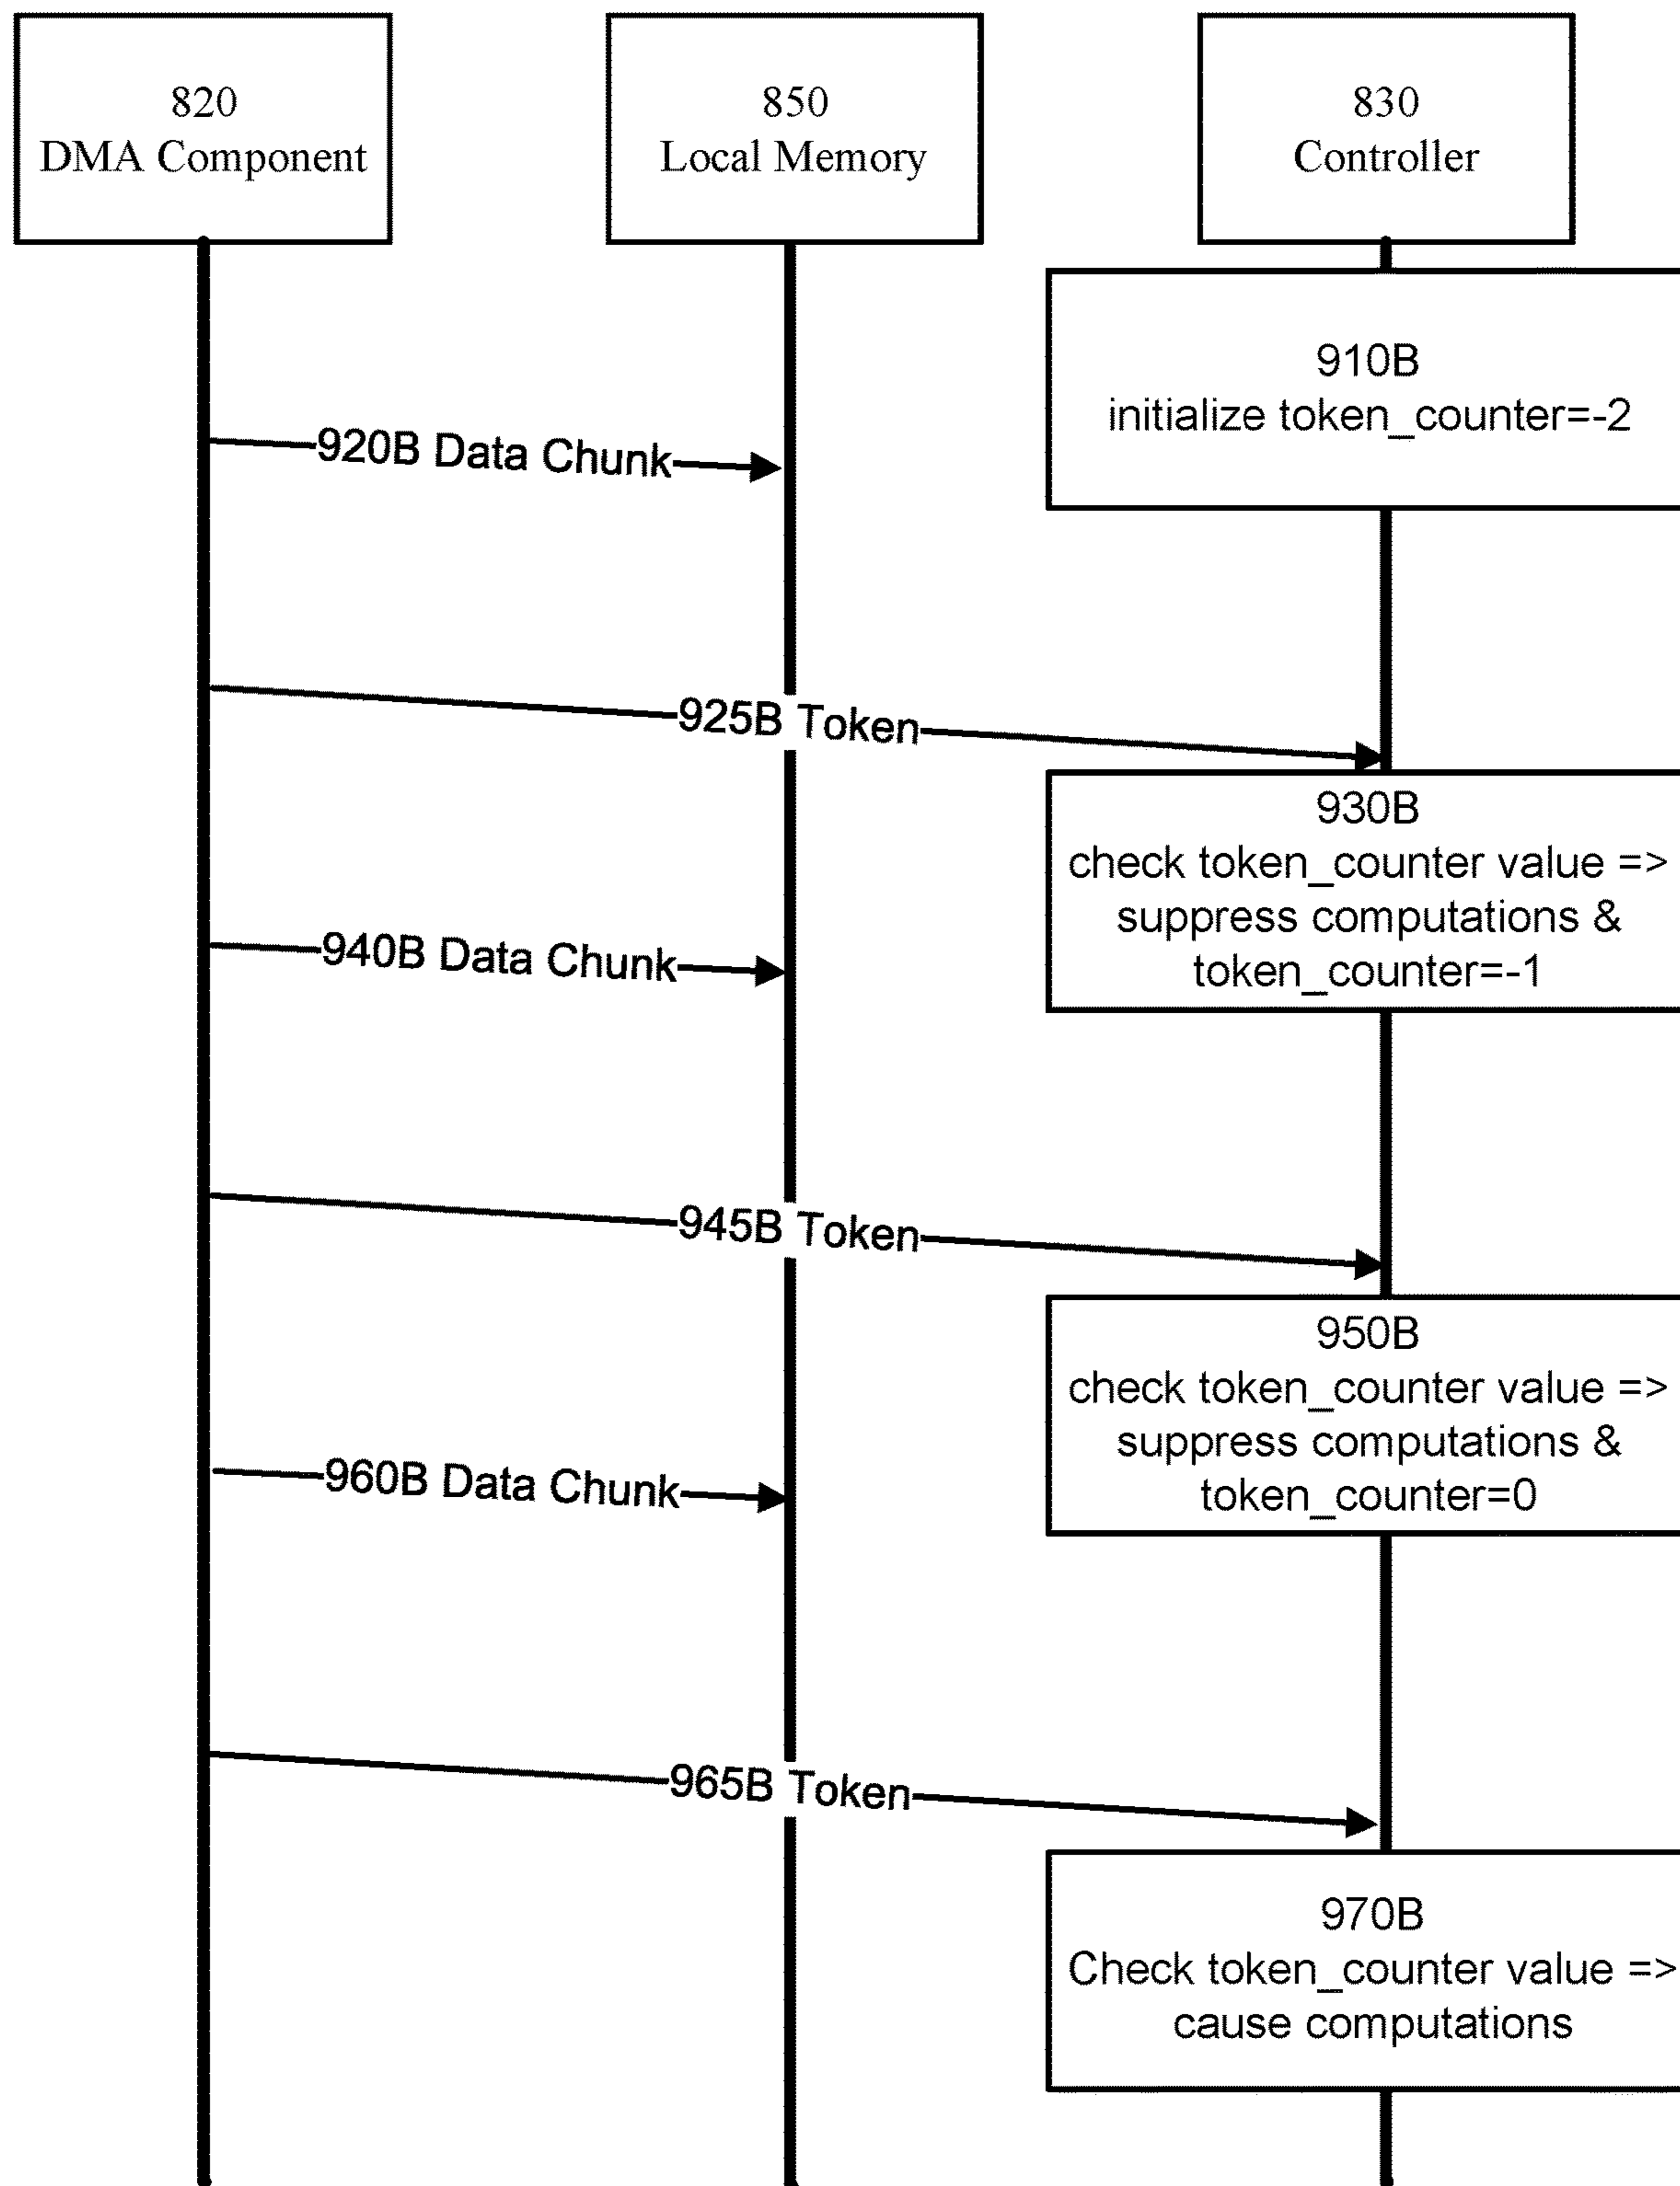 820
DMA Component
850
Local Memory
830
Controller
910B
initialize token_counter=-2
920B Data Chunk
925B Token
930B
check token_counter value =>
suppress computations &
token_counter=-1
940B Data Chunk
945B Token
950B
check token_counter value =>
suppress computations &
token_counter=0
960B Data Chunk
965B Token
970B
Check token_counter value =>
cause computations